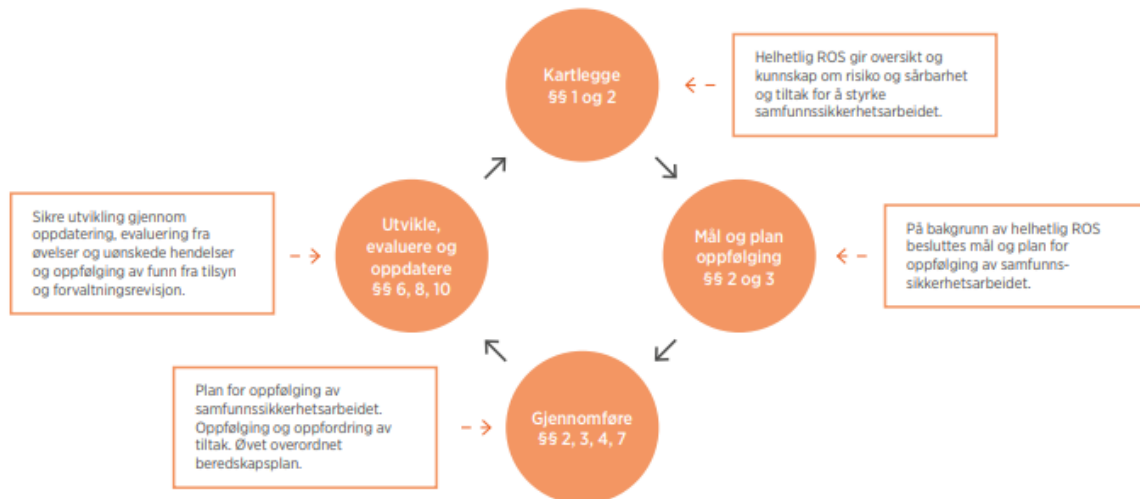 Kartlegge
§§ 1 og 2
Helhetlig ROS gir oversikt og
kunnskap om risiko og sårbarhet
og tiltak for å styrke
samfunnssikkerhetsarbeidet.
Mål og plan
oppfølging
§§ 2 og 3
På bakgrunn av helhetlig ROS
besluttes mål og plan for
oppfølging av samfunns-
sikkerhetsarbeidet.
Gjennomføre
§§ 2, 3, 4, 7
Plan for oppfølging av
samfunnssikkerhetsarbeidet.
Oppfølging og oppfordring av
tiltak. Øvet overordnet
beredskapsplan.
Utvikle,
evaluere og
oppdatere
§§ 6, 8, 10
Sikre utvikling gjennom
oppdatering, evaluering fra
øvelser og uønskede hendelser
og oppfølging av funn fra tilsyn
og forvaltningsrevisjon.